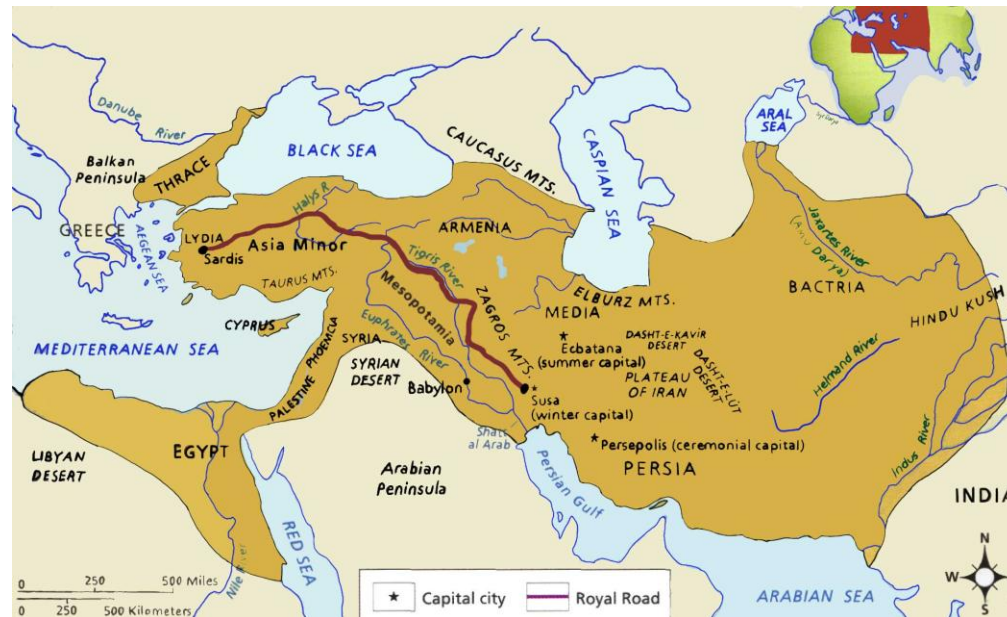 Danube
River
Balkan
Peninsula
THRACE
BLACK SEA
CAUCASUS MTS.
CASPIAN SEA
ARAL
SEA
GREECE
AEGEAN SEA
LYDIA
Sardis
Asia Minor
Halys R.
ARMENIA
TAURUS MTS.
Tigris River
Mesopotamia
ZAGROS MTS.
ELBURZ MTS.
MEDIA
Jaxartes River
(Amu Darya)
BACTRIA
HINDU KUSH
CYPRUS
MEDITERRANEAN SEA
PALESTINE
PHOEMCIA
SYRIA
Euphrates River
SYRIAN
DESERT
Babylon
Ecbatana
(summer capital)
DASHT-E-KAVIR
DESERT
DASHT-E-LŪT
DESERT
PLATEAU
OF IRAN
Helmand River
Susa
(winter capital)
Shatt
al Arab
Persepolis (ceremonial capital)
PERSIA
Persian Gulf
Indus River
INDIA
LIBYAN
DESERT
EGYPT
Arabian
Peninsula
RED SEA
Nile
ARABIAN SEA
0 250 500 Miles
0 250 500 Kilometers
Capital city
Royal Road
N
W
S